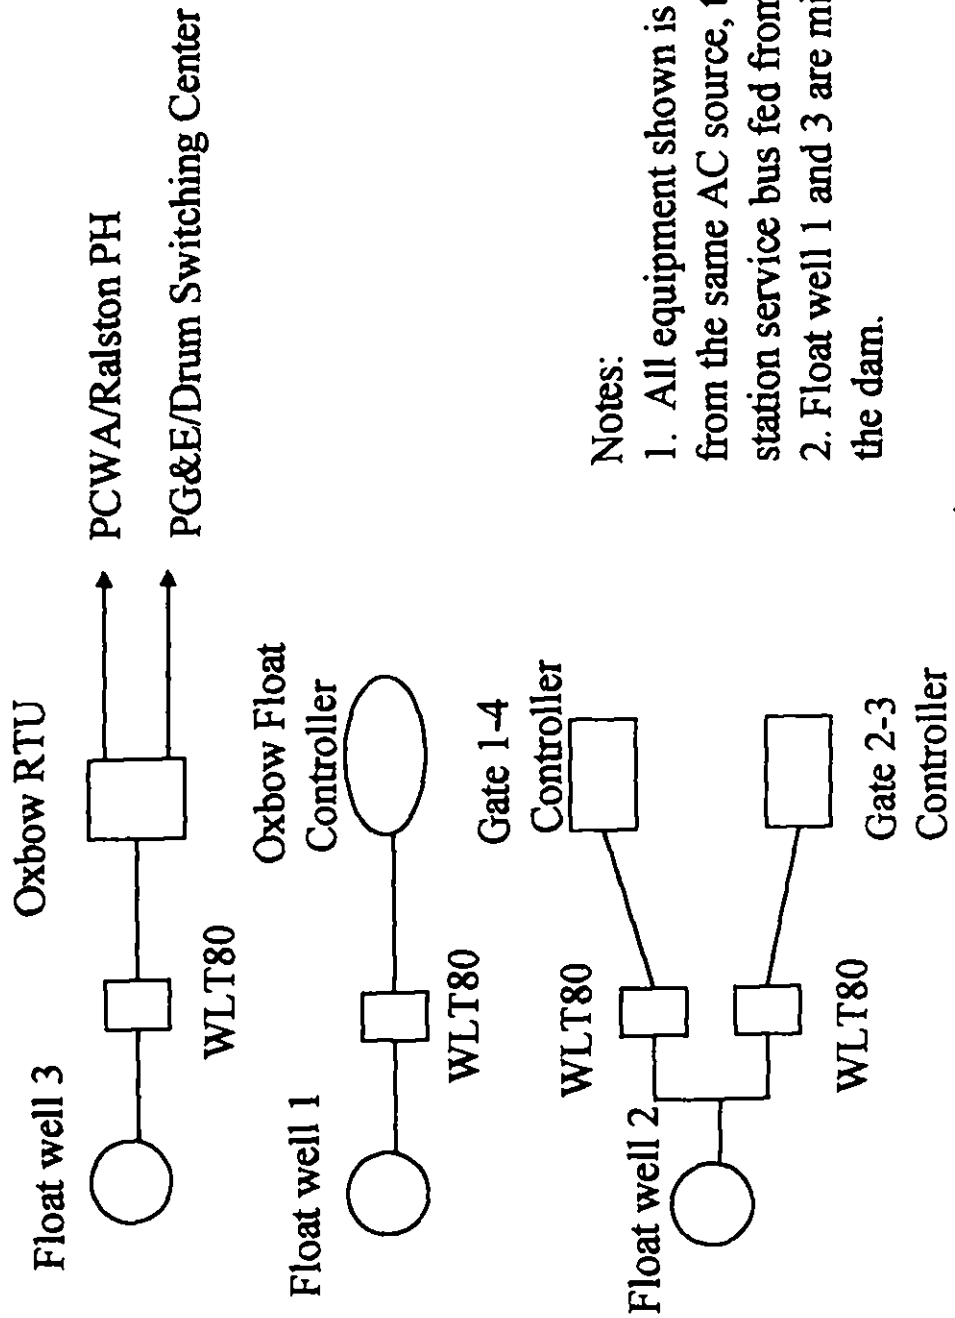 Oxbow RTU
Float well 3
WLT80
PCWA/Ralston PH
PG&E/Drum Switching Center
Oxbow Float
Controller
Float well 1
WLT80
Gate 1-4
Controller
WLT80
Float well 2
WLT80
Gate 2-3
Controller
Notes:
1. All equipment shown is
from the same AC source, t
station service bus fed from
2. Float well 1 and 3 are mi
the dam.